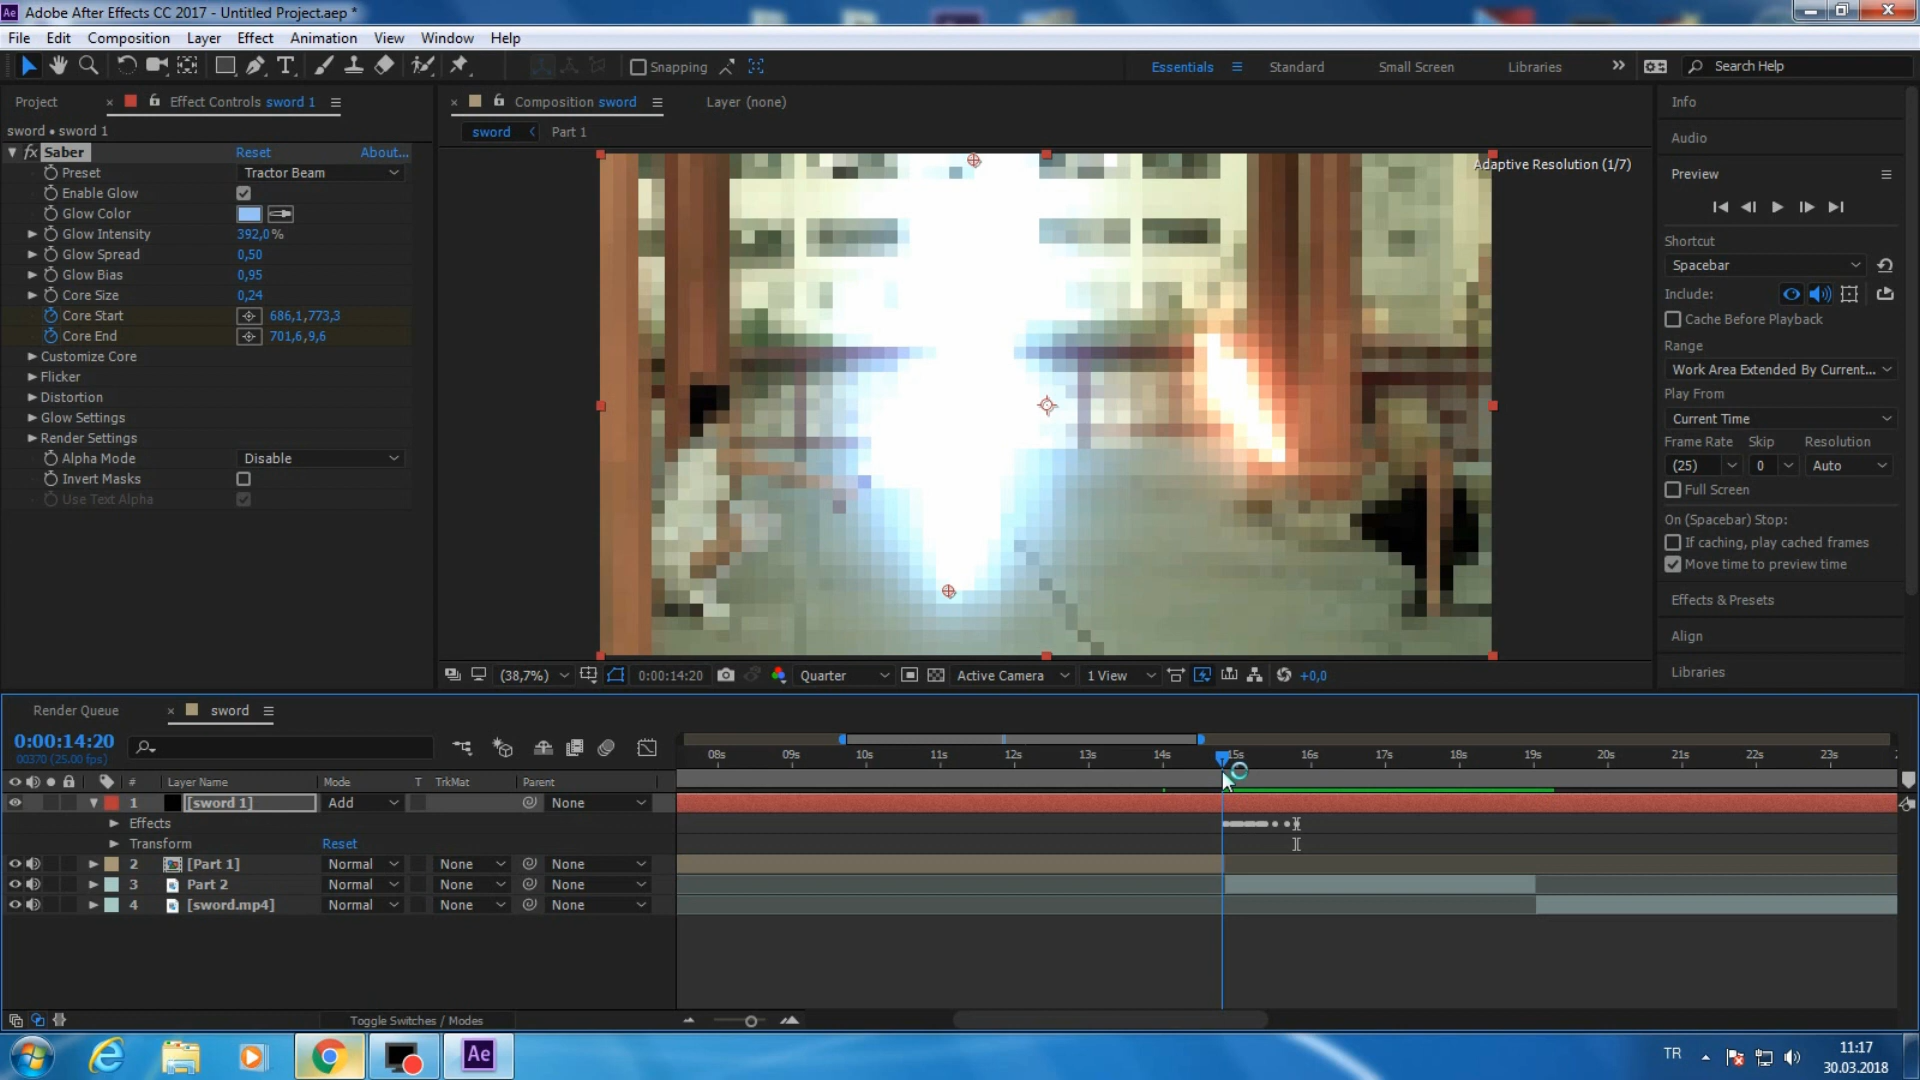 Adobe After Effects CC 2017 - Untitled Project.aep *
File Edit Composition Layer Effect Animation View Window Help
Snapping Essentials Standard Small Screen Libraries Search Help
Project Effect Controls sword 1 Composition sword Layer (none) Info
sword • sword 1 sword Part 1
Audio
fx Saber Reset About...
Adaptive Resolution (1/7)
Preset Tractor Beam Preview
Enable Glow
Glow Color
Glow Intensity 392,0%
Shortcut
Glow Spread 0,50
Spacebar
Glow Bias 0,95
Core Size 0,24 Include:
Core Start 686,1,773,3 Cache Before Playback
Core End 701,6,9,6
Range
Customize Core
Work Area Extended By Current...
Flicker
Play From
Distortion
Current Time
Glow Settings
Render Settings Frame Rate Skip Resolution
Alpha Mode Disable (25) 0 Auto
Invert Masks Full Screen
Use Text Alpha
On (Spacebar) Stop:
If caching, play cached frames
Move time to preview time
Effects & Presets
Align
(38,7%) 0:00:14:20 Quarter Active Camera 1 View +0,0 Libraries
Render Queue sword
0:00:14:20
00370 (25.00 fps)
08s 09s 10s 11s 12s 13s 14s 15s 16s 17s 18s 19s 20s 21s 22s 23s
# Layer Name Mode T TrkMat Parent
1 [sword 1] Add None
Effects
Transform Reset
2 [Part 1] Normal None None
3 Part 2 Normal None None
4 [sword.mp4] Normal None None
Toggle Switches / Modes
Ae TR 11:17
30.03.2018